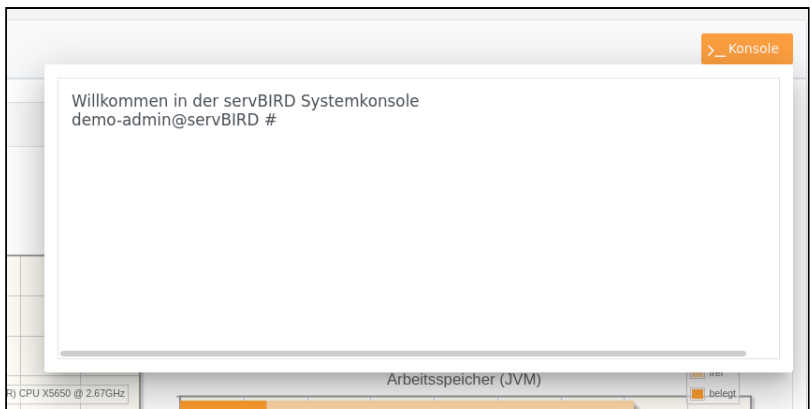 >_ Konsole
Willkommen in der servBIRD Systemkonsole
demo-admin@servBIRD #
Arbeitsspeicher (JVM)
R) CPU X5650 @ 2.67GHz
belegt